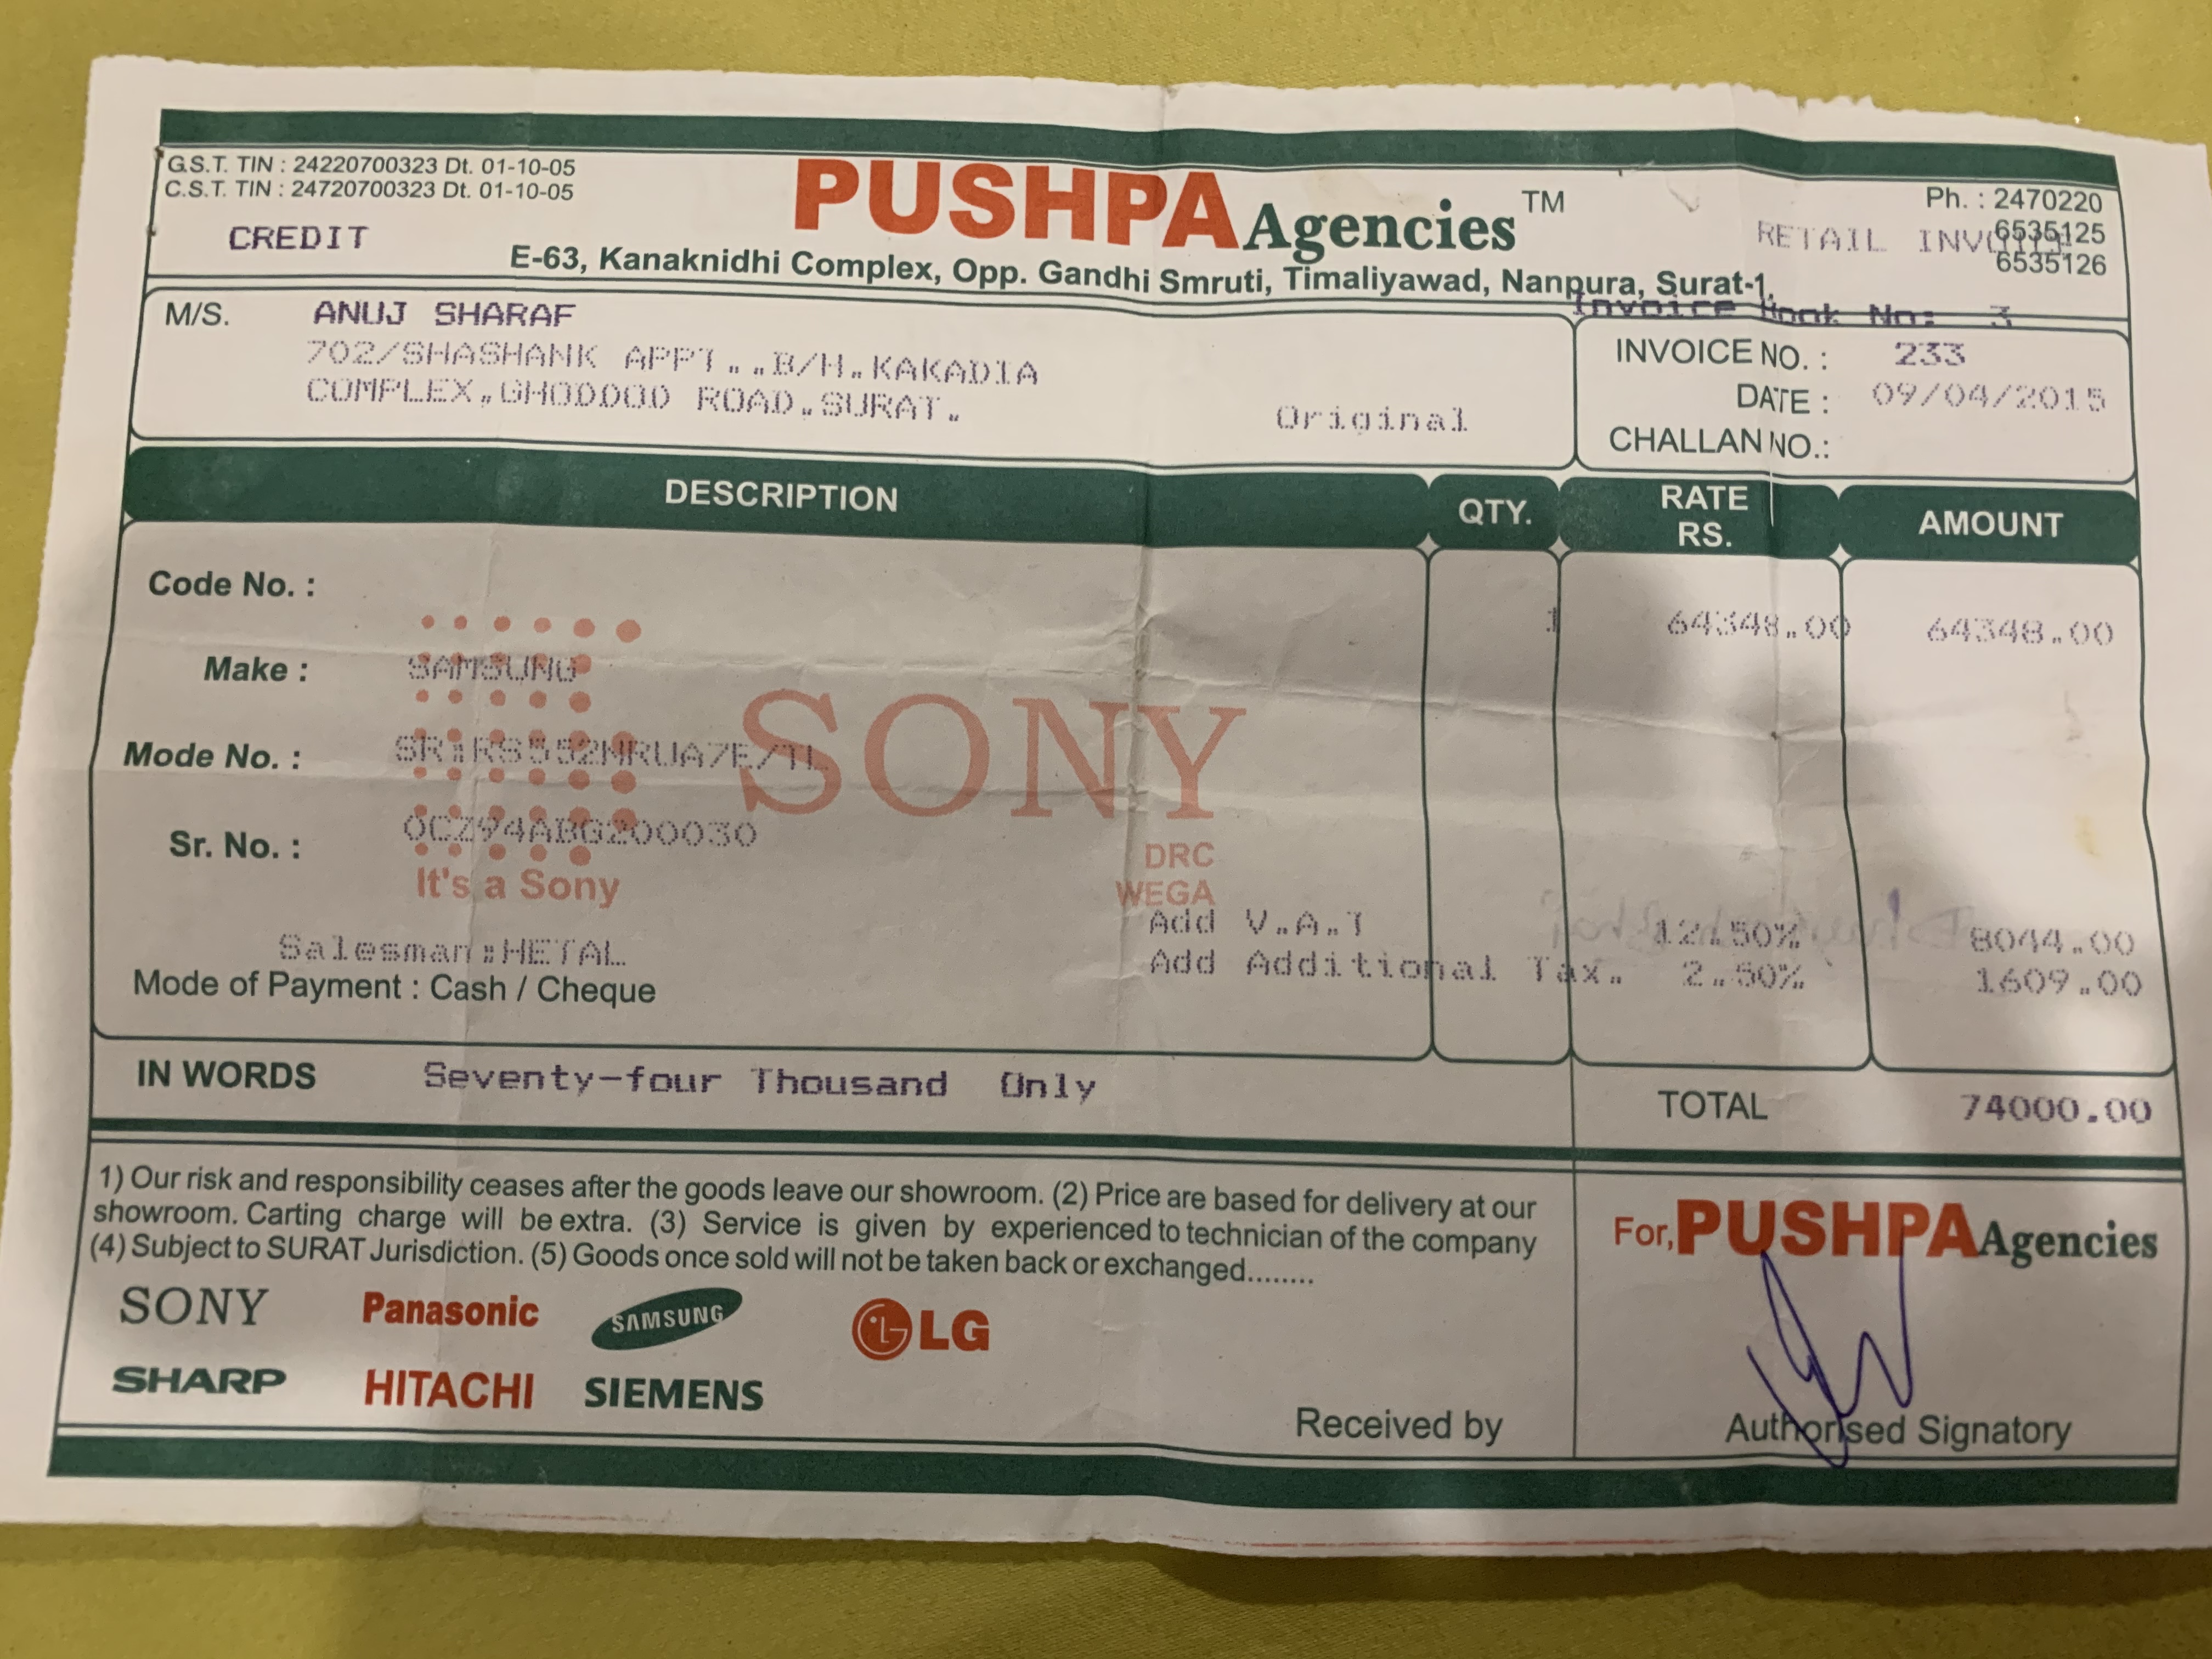 G.S.T. TIN : 24220700323 Dt. 01-10-05
C.S.T. TIN : 24720700323 Dt. 01-10-05
CREDIT
PUSHPA Agencies TM
E-63, Kanaknidhi Complex, Opp. Gandhi Smruti, Timaliyawad, Nanpura, Surat-1.
Ph. : 2470220
6535125
6535126
RETAIL
Invoice Book No: 3
M/S. ANUJ SHARAF
702/SHASHANK APPT...B/H.KAKADIA
COMPLEX,GHODDOD ROAD.SURAT.
Original
INVOICE NO. : 233
DATE : 09/04/2015
CHALLAN NO.:
DESCRIPTION QTY. RATE RS. AMOUNT
Code No. :
1 64348.00 64348.00
Make : SAMSUNG
Mode No. :
Sr. No. : 0CZ94ABG200030
SONY
It's a Sony
DRC
WEGA
Add V.A.T 12.50% 8044.00
Add Additional Tax. 2.50% 1609.00
Salesman:HETAL
Mode of Payment : Cash / Cheque
IN WORDS Seventy-four Thousand Only
TOTAL 74000.00
1) Our risk and responsibility ceases after the goods leave our showroom. (2) Price are based for delivery at our
showroom. Carting charge will be extra. (3) Service is given by experienced to technician of the company
(4) Subject to SURAT Jurisdiction. (5) Goods once sold will not be taken back or exchanged........
For, PUSHPA Agencies
SONY Panasonic SAMSUNG LG
SHARP HITACHI SIEMENS
Received by
Authorised Signatory